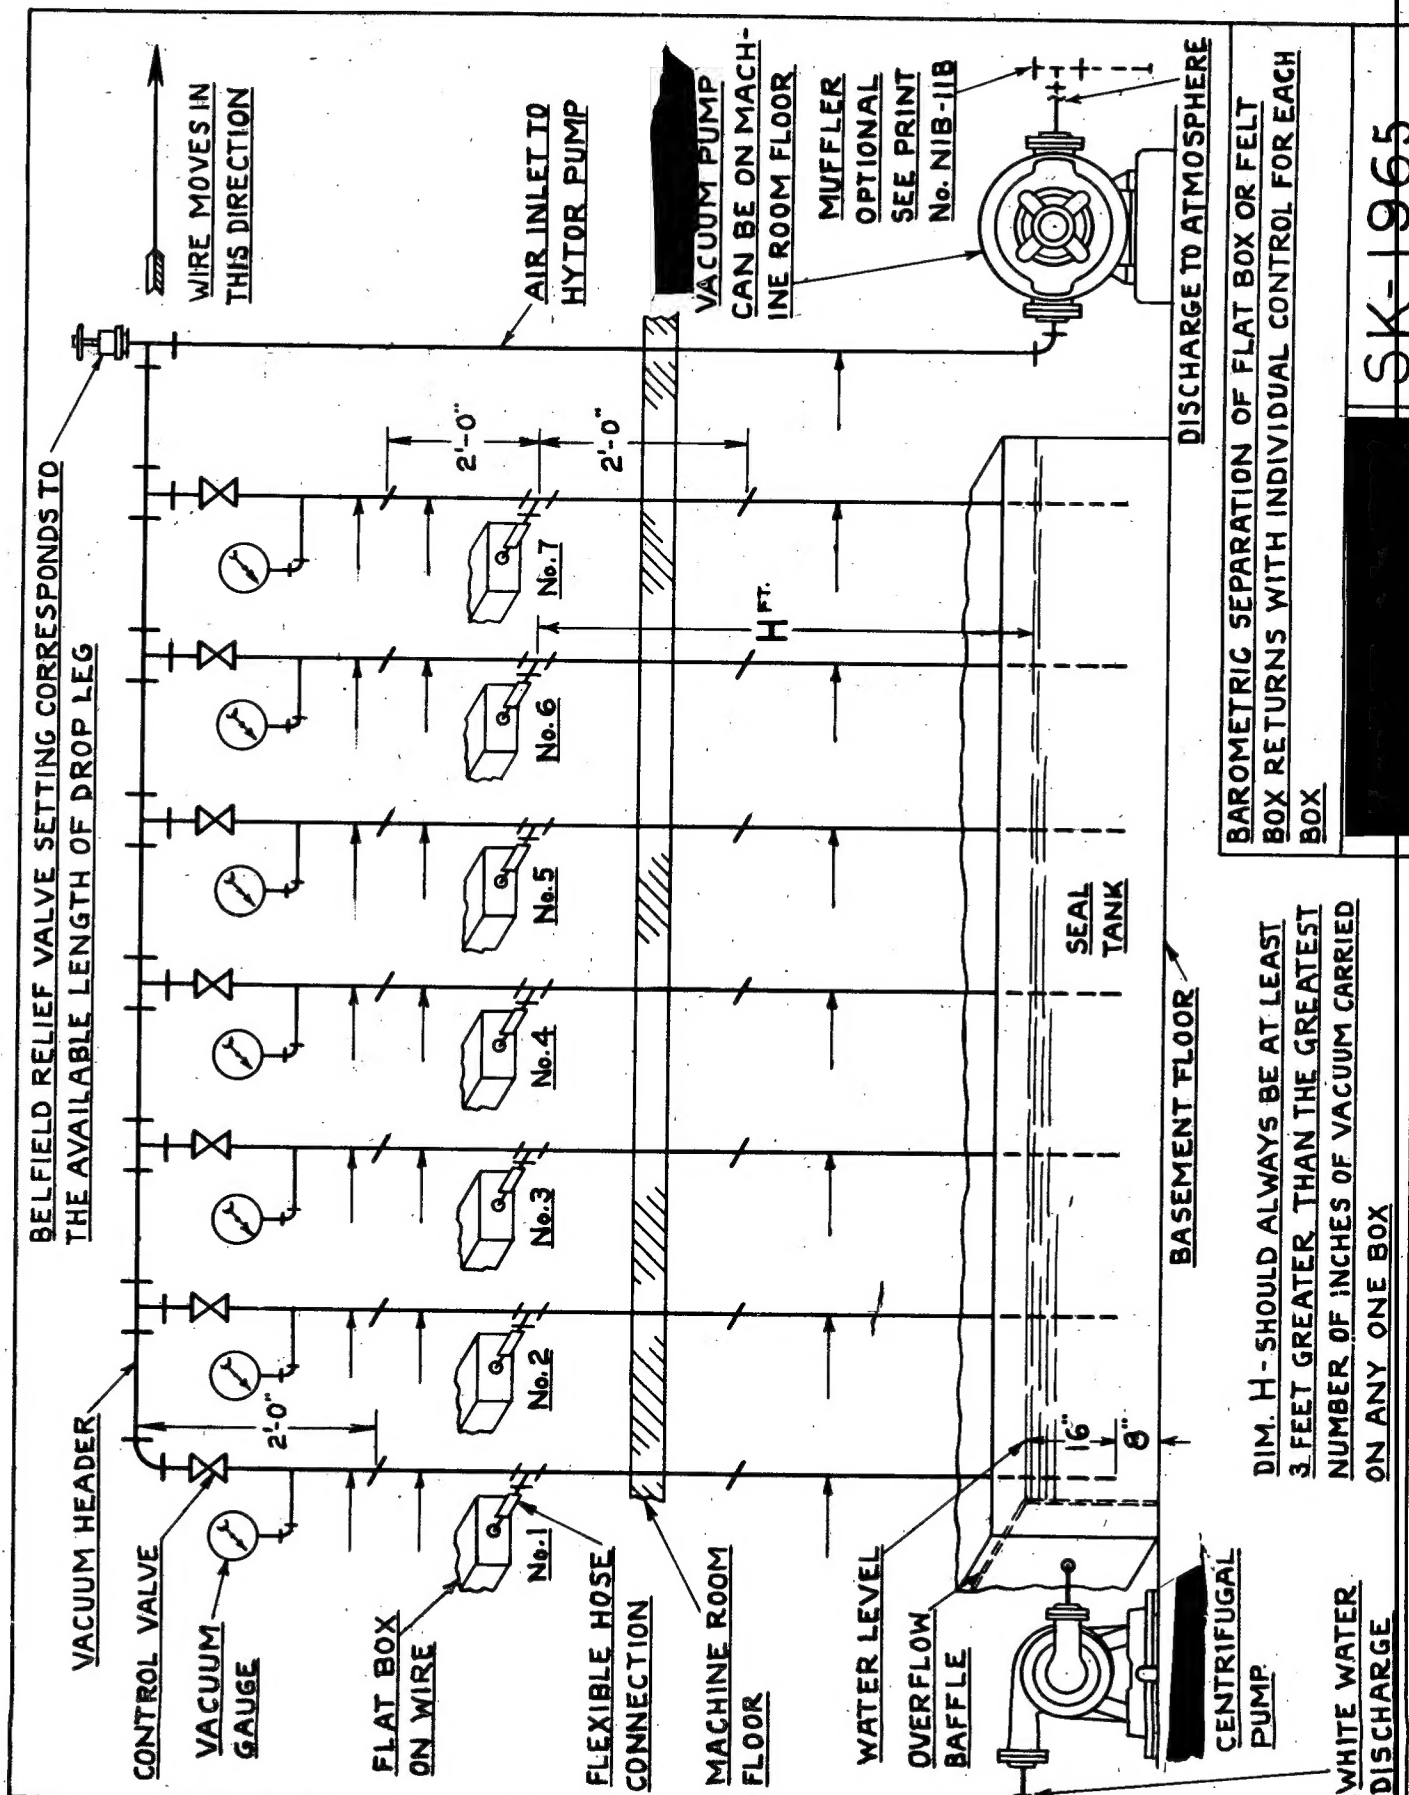 BELFIELD RELIEF VALVE SETTING CORRESPONDS TO
THE AVAILABLE LENGTH OF DROP LEG
WIRE MOVES IN
THIS DIRECTION
VACUUM HEADER
CONTROL VALVE
VACUUM
GAUGE
2'-0"
AIR INLET TO
HYTOR PUMP
2'-0"
2'-0"
FLAT BOX
ON WIRE
No.1
No.2
No.3
No.4
No.5
No.6
No.7
FLEXIBLE HOSE
CONNECTION
MACHINE ROOM
FLOOR
H FT.
VACUUM PUMP
CAN BE ON MACH-
INE ROOM FLOOR
MUFFLER
OPTIONAL
SEE PRINT
No. NIB-11B
WATER LEVEL
OVERFLOW
BAFFLE
16"
8"
SEAL
TANK
BASEMENT FLOOR
DISCHARGE TO ATMOSPHERE
CENTRIFUGAL
PUMP
WHITE WATER
DISCHARGE
DIM. H-SHOULD ALWAYS BE AT LEAST
3 FEET GREATER THAN THE GREATEST
NUMBER OF INCHES OF VACUUM CARRIED
ON ANY ONE BOX
BAROMETRIC SEPARATION OF FLAT BOX OR FELT
BOX RETURNS WITH INDIVIDUAL CONTROL FOR EACH
BOX
SK-1965